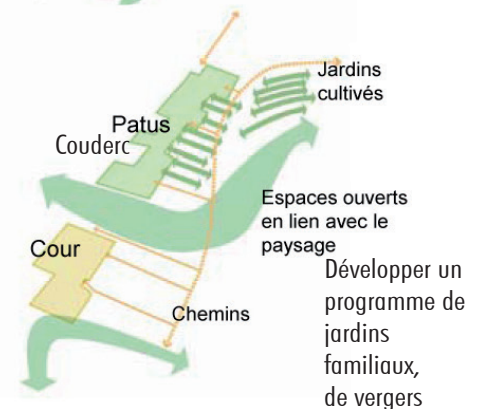 Jardins
cultivés
Patus
Couderc
Espaces ouverts
en lien avec le
paysage
Cour
Développer un
programme de
jardins
familiaux,
de vergers
Chemins